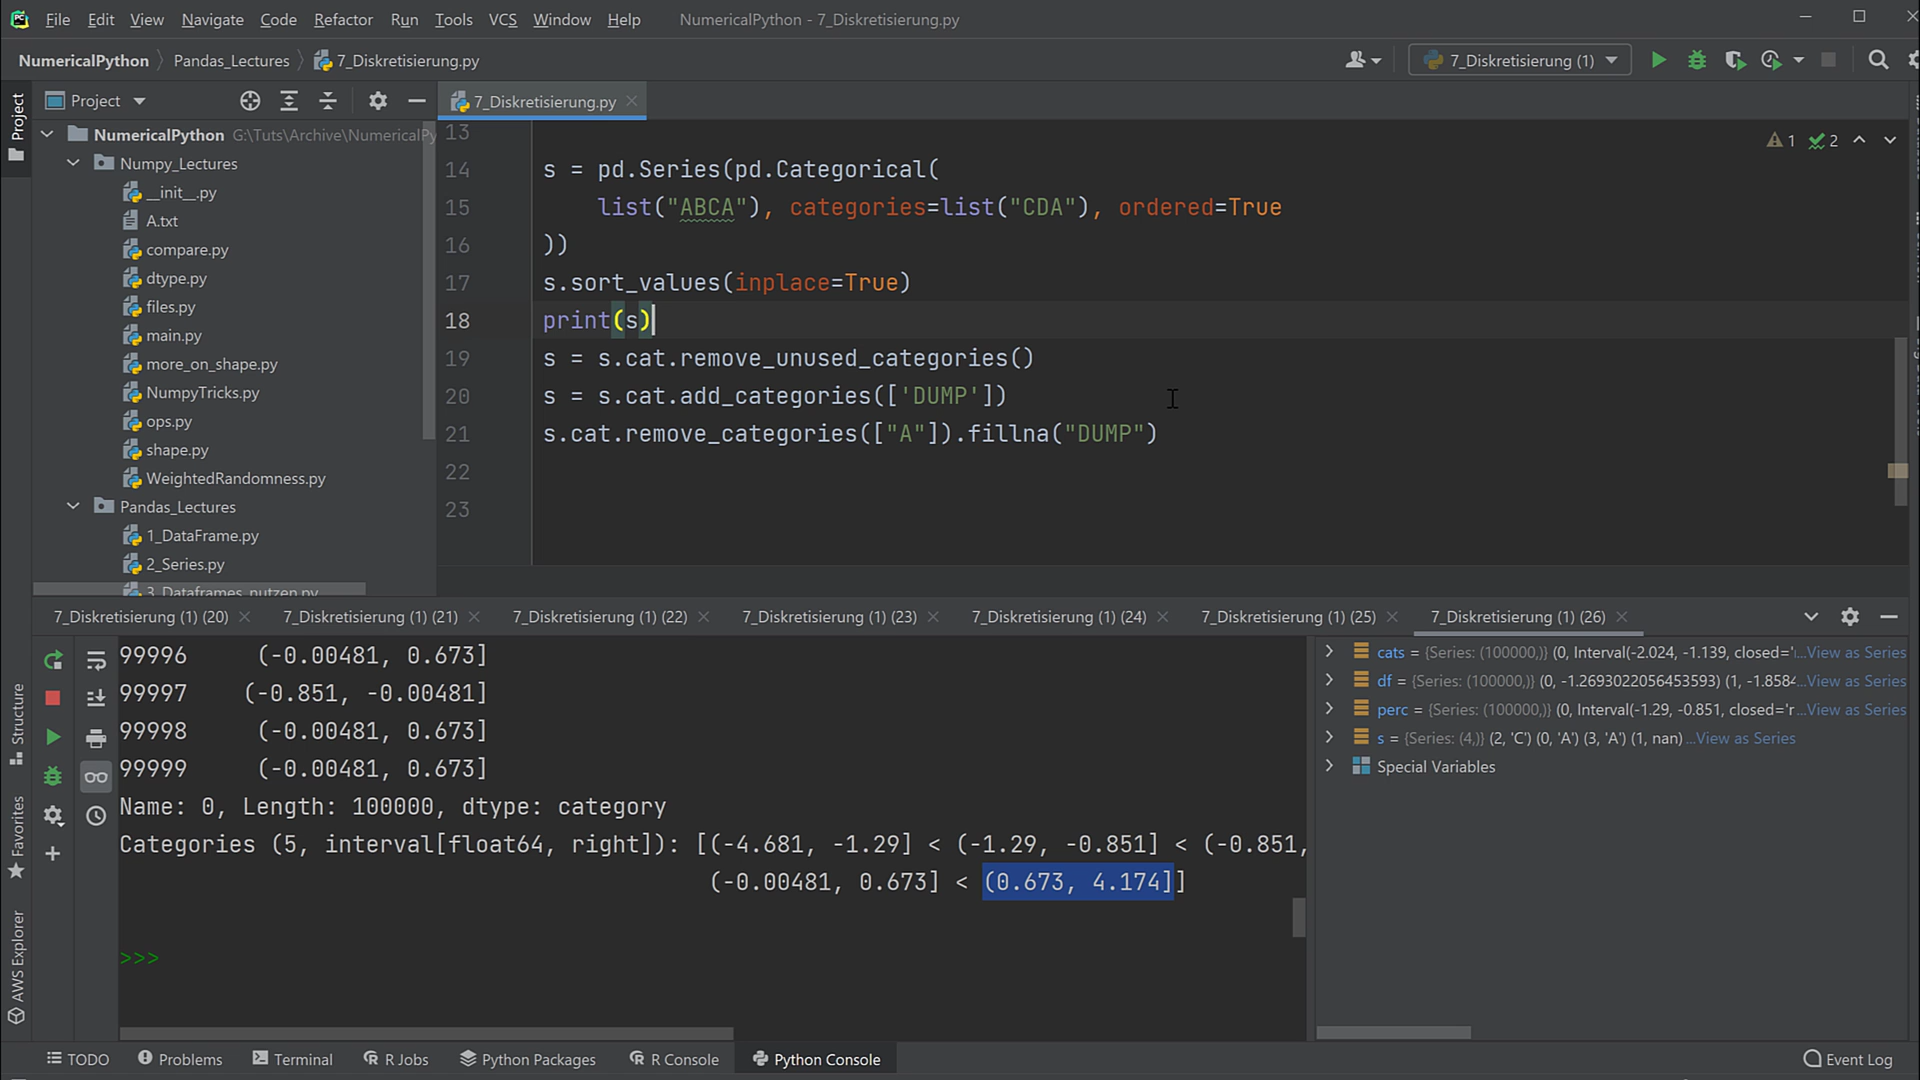 File Edit View Navigate Code Refactor Run Tools VCS Window Help NumericalPython - 7_Diskretisierung.py
NumericalPython Pandas_Lectures 7_Diskretisierung.py 7_Diskretisierung (1)
Project
Project
7_Diskretisierung.py
NumericalPython G:\Tuts\Archive\NumericalPy
Numpy_Lectures
__init__.py
A.txt
compare.py
dtype.py
files.py
main.py
more_on_shape.py
NumpyTricks.py
ops.py
shape.py
WeightedRandomness.py
Pandas_Lectures
1_DataFrame.py
2_Series.py
3_Dataframes_nutzen.py
1 2
13
14 s = pd.Series(pd.Categorical(
15 list("ABCA"), categories=list("CDA"), ordered=True
16 ))
17 s.sort_values(inplace=True)
18 print(s)
19 s = s.cat.remove_unused_categories()
20 s = s.cat.add_categories(['DUMP'])
21 s.cat.remove_categories(["A"]).fillna("DUMP")
22
23
7_Diskretisierung (1) (20) 7_Diskretisierung (1) (21) 7_Diskretisierung (1) (22) 7_Diskretisierung (1) (23) 7_Diskretisierung (1) (24) 7_Diskretisierung (1) (25) 7_Diskretisierung (1) (26)
99996 (-0.00481, 0.673]
99997 (-0.851, -0.00481]
99998 (-0.00481, 0.673]
99999 (-0.00481, 0.673]
Name: 0, Length: 100000, dtype: category
Categories (5, interval[float64, right]): [(-4.681, -1.29] < (-1.29, -0.851] < (-0.851,
(-0.00481, 0.673] < (0.673, 4.174]]
>>>
cats = {Series: (100000,)} (0, Interval(-2.024, -1.139, closed='...View as Series
df = {Series: (100000,)} (0, -1.2693022056453593) (1, -1.8584...View as Series
perc = {Series: (100000,)} (0, Interval(-1.29, -0.851, closed='r...View as Series
s = {Series: (4,)} (2, 'C') (0, 'A') (3, 'A') (1, nan) ...View as Series
Special Variables
Structure
Favorites
AWS Explorer
TODO Problems Terminal R Jobs Python Packages R Console Python Console Event Log